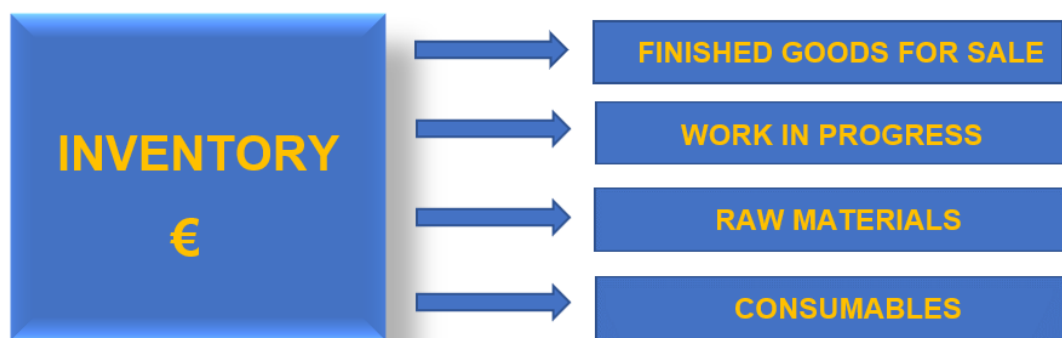 INVENTORY
€
FINISHED GOODS FOR SALE
WORK IN PROGRESS
RAW MATERIALS
CONSUMABLES